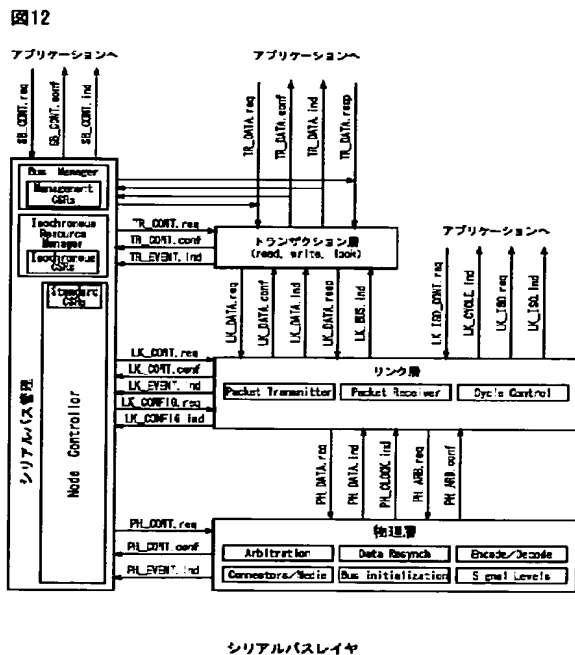 図12
アプリケーションへ
アプリケーションへ
SB_CONT.req
SB_CONT.conf
SB_CONT.ind
TR_DATA.req
TR_DATA.conf
TR_DATA.ind
TR_DATA.resp
Bus Manager
Management
CSRs
Isochronous
Resource
Manager
Isochronous
CSRs
Standard
CSRs
シリアルバス管理
Node Controller
TR_CONT.req
TR_CONT.conf
TR_EVENT.ind
トランザクション層
(read, write, lock)
アプリケーションへ
LK_DATA.req
LK_DATA.conf
LK_DATA.ind
LK_DATA.resp
LK_BUS.ind
LK_ISO_CONT.req
LK_CYCLE.ind
LK_ISO.req
LK_ISO.ind
LK_CONT.req
LK_CONT.conf
LK_EVENT.ind
LK_CONFIG.req
LK_CONFIG.ind
リンク層
Packet Transmitter
Packet Receiver
Cycle Control
PH_DATA.req
PH_DATA.ind
PH_CLOCK.ind
PH_ARB.req
PH_ARB.conf
PH_CONT.req
PH_CONT.conf
PH_EVENT.ind
物理層
Arbitration
Data Resynch
Encode/Decode
Connectors/Media
Bus initialization
Signal Levels
シリアルバスレイヤ